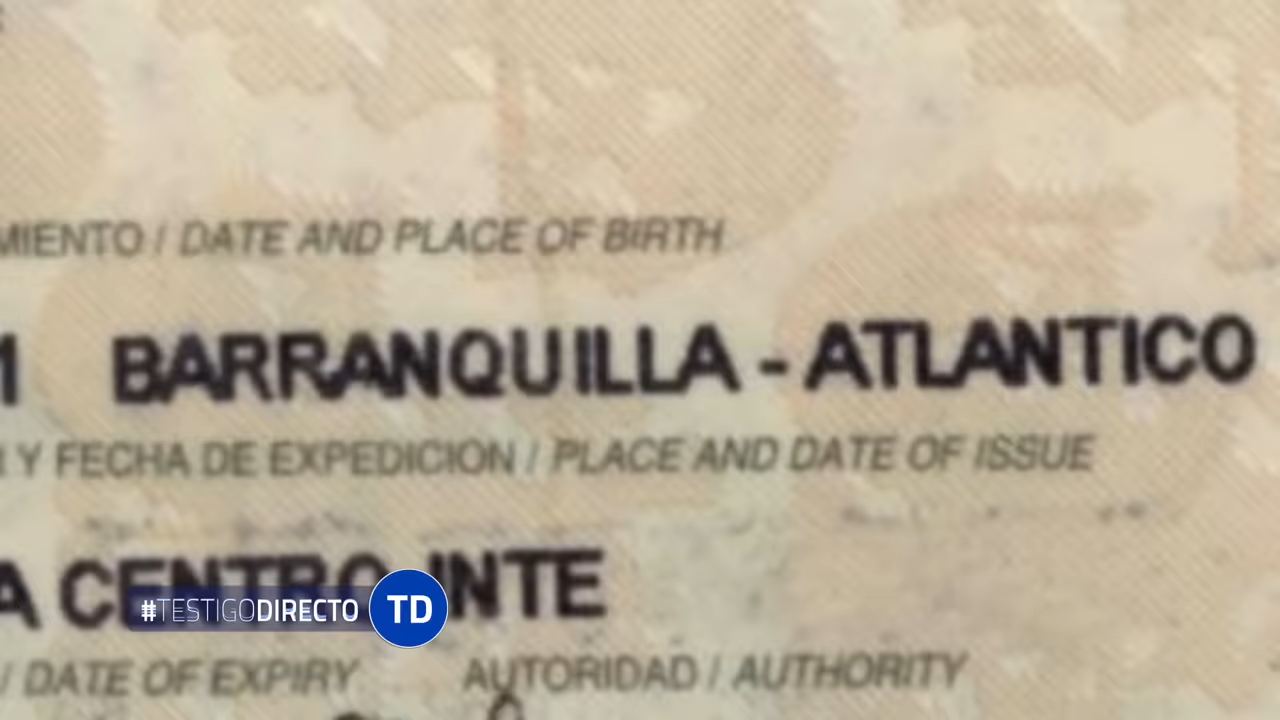 MIENTO / DATE AND PLACE OF BIRTH
1 BARRANQUILLA - ATLANTICO
R Y FECHA DE EXPEDICION / PLACE AND DATE OF ISSUE
A CENTRO INTE
#TESTIGODIRECTO TD
/ DATE OF EXPIRY AUTORIDAD / AUTHORITY